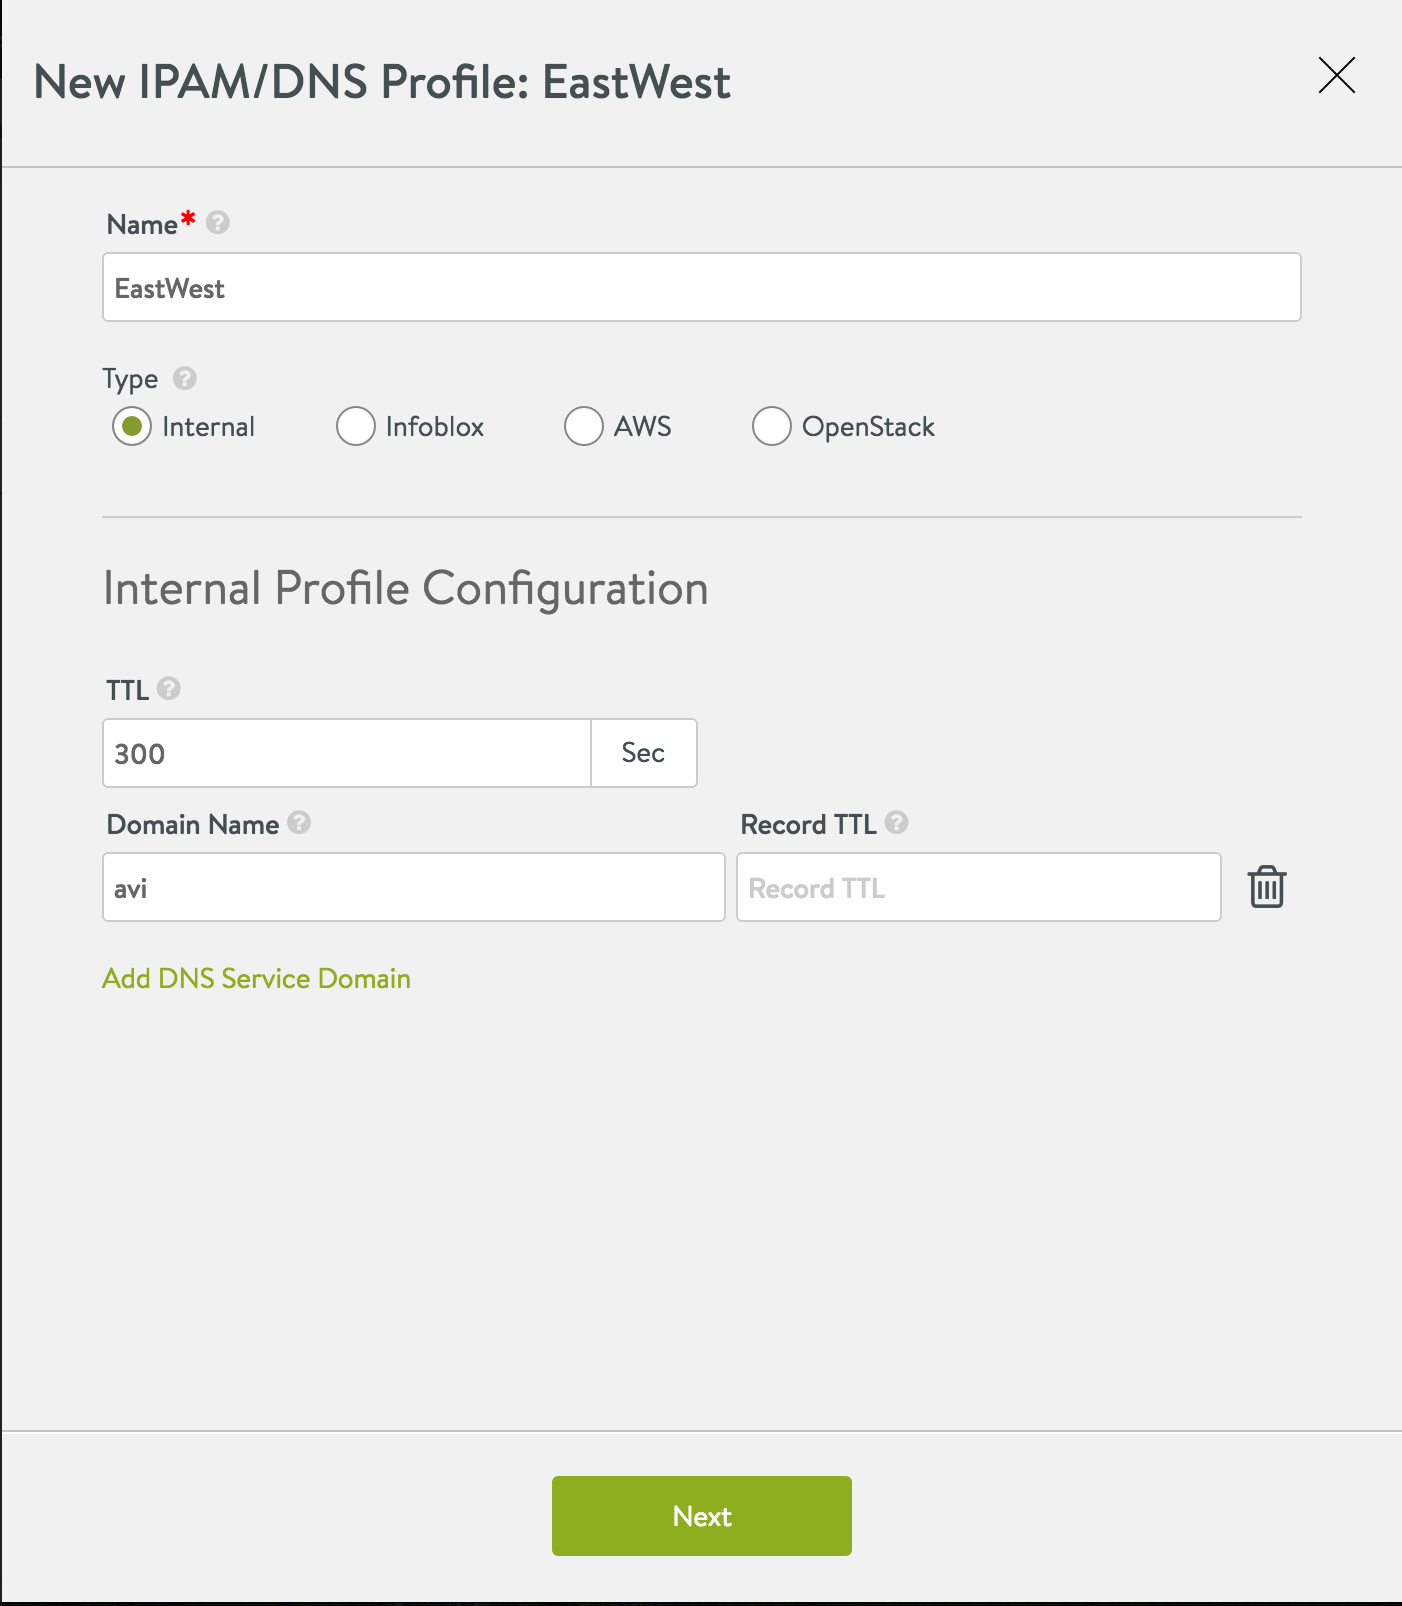 New IPAM/DNS Profile: EastWest
Name* ?
EastWest
Type ?
Internal Infoblox AWS OpenStack
Internal Profile Configuration
TTL ?
300 Sec
Domain Name ? Record TTL ?
avi Record TTL
Add DNS Service Domain
Next